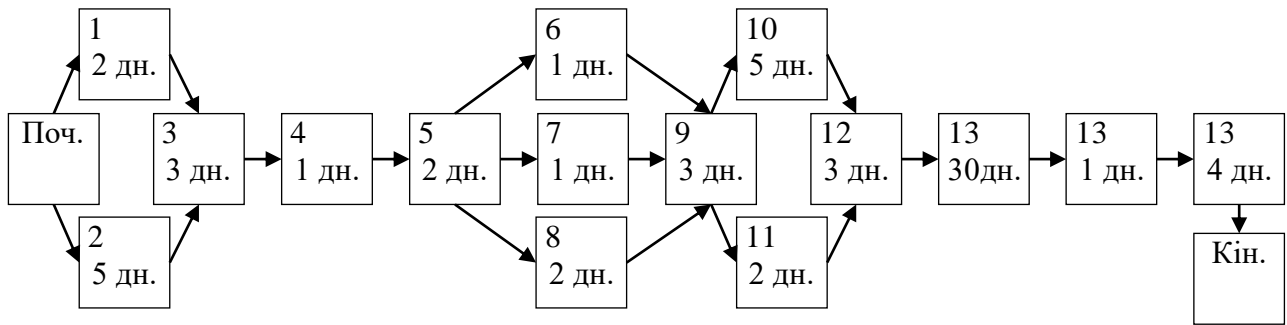 1
2 дн.
6
1 дн.
10
5 дн.
Поч.
3
3 дн.
4
1 дн.
5
2 дн.
7
1 дн.
9
3 дн.
12
3 дн.
13
30дн.
13
1 дн.
13
4 дн.
2
5 дн.
8
2 дн.
11
2 дн.
Кін.